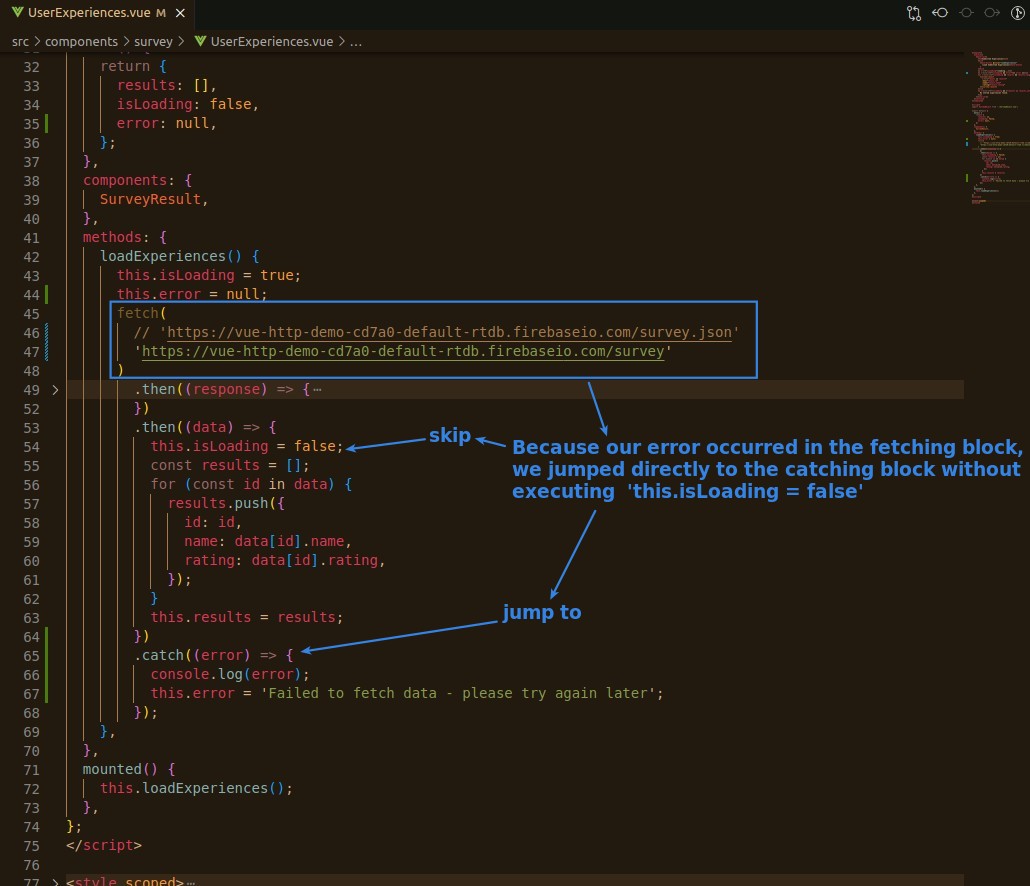 UserExperiences.vue M ×
src > components > survey > UserExperiences.vue > ...
32 return {
33 results: [],
34 isLoading: false,
35 error: null,
36 };
37 },
38 components: {
39 SurveyResult,
40 },
41 methods: {
42 loadExperiences() {
43 this.isLoading = true;
44 this.error = null;
45 fetch(
46 // 'https://vue-http-demo-cd7a0-default-rtdb.firebaseio.com/survey.json'
47 'https://vue-http-demo-cd7a0-default-rtdb.firebaseio.com/survey'
48 )
49 > .then((response) => { ⋯
52 })
53 .then((data) => {
skip
54 this.isLoading = false;
Because our error occurred in the fetching block,
we jumped directly to the catching block without
executing 'this.isLoading = false'
55 const results = [];
56 for (const id in data) {
57 results.push({
58 id: id,
59 name: data[id].name,
60 rating: data[id].rating,
61 });
62 }
63 this.results = results;
jump to
64 })
65 .catch((error) => {
66 console.log(error);
67 this.error = 'Failed to fetch data - please try again later';
68 });
69 },
70 },
71 mounted() {
72 this.loadExperiences();
73 },
74 };
75 </script>
76
77 > <style scoped> ⋯